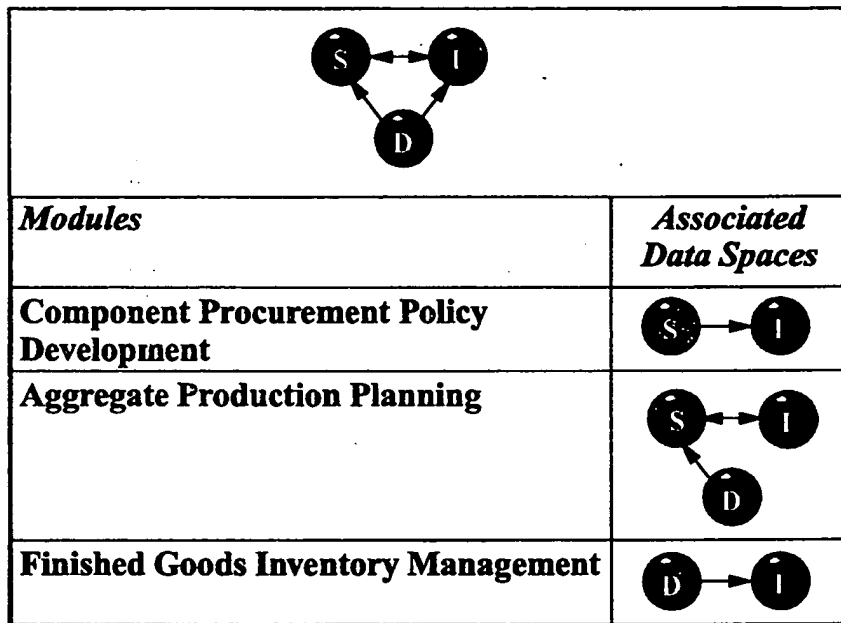 S I
D
Modules
Associated
Data Spaces
Component Procurement Policy
Development
S I
Aggregate Production Planning
S I
D
Finished Goods Inventory Management
D I